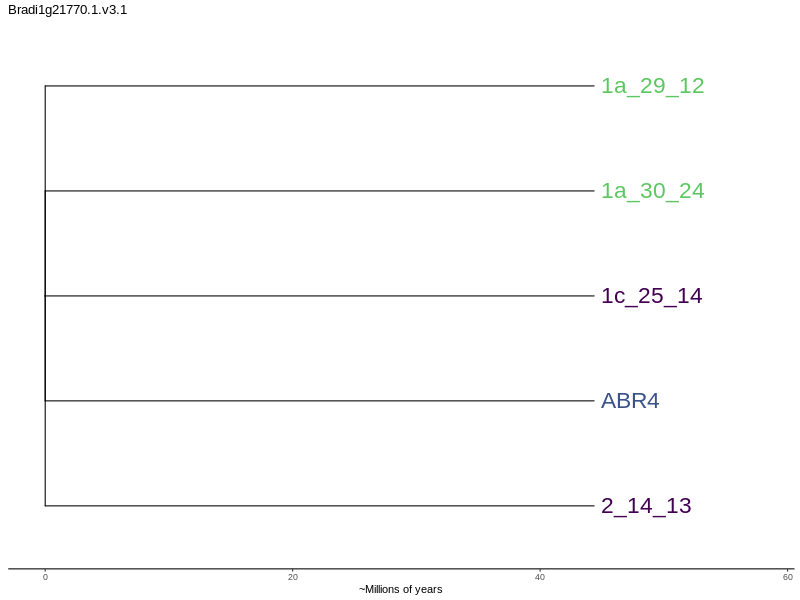 Bradi1g21770.1.v3.1
1a_29_12
1a_30_24
1c_25_14
ABR4
2_14_13
0 20 40 60
~Millions of years